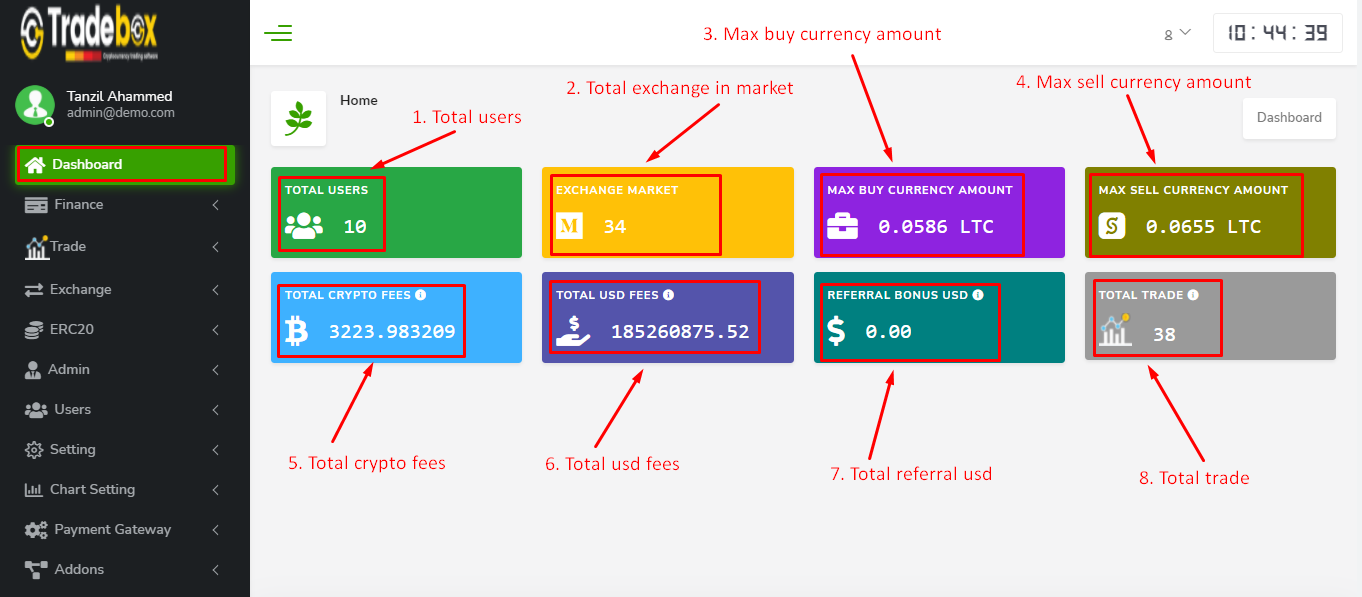 Tradebox
Cryptocurrency trading software
Tanzil Ahammed
admin@demo.com
Dashboard
Finance
Trade
Exchange
ERC20
Admin
Users
Setting
Chart Setting
Payment Gateway
Addons
10:44:39
Home
Dashboard
1. Total users
2. Total exchange in market
3. Max buy currency amount
4. Max sell currency amount
TOTAL USERS
10
EXCHANGE MARKET
M 34
MAX BUY CURRENCY AMOUNT
0.0586 LTC
MAX SELL CURRENCY AMOUNT
S 0.0655 LTC
TOTAL CRYPTO FEES
3223.983209
TOTAL USD FEES
185260875.52
REFERRAL BONUS USD
$ 0.00
TOTAL TRADE
38
5. Total crypto fees
6. Total usd fees
7. Total referral usd
8. Total trade